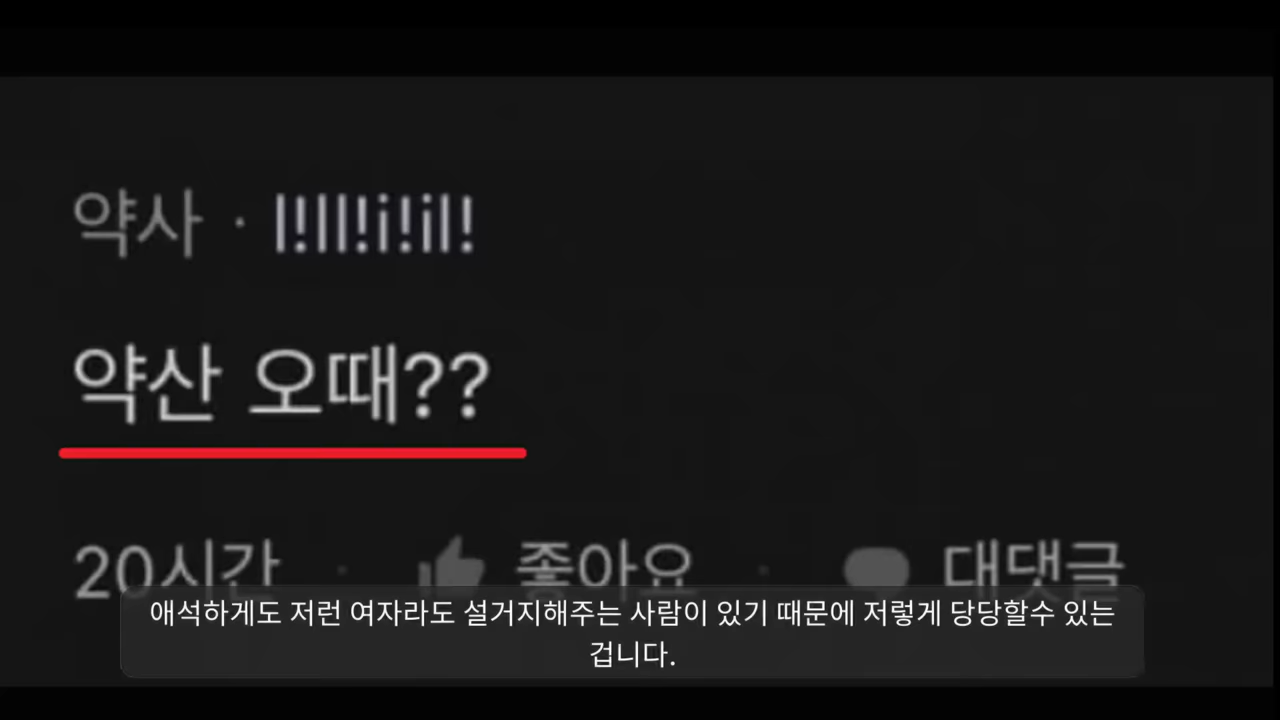 약사 · l!ll!i!il!
약산 오때??
20시간 · 좋아요 · 대댓글
애석하게도 저런 여자라도 설거지해주는 사람이 있기 때문에 저렇게 당당할수 있는
겁니다.